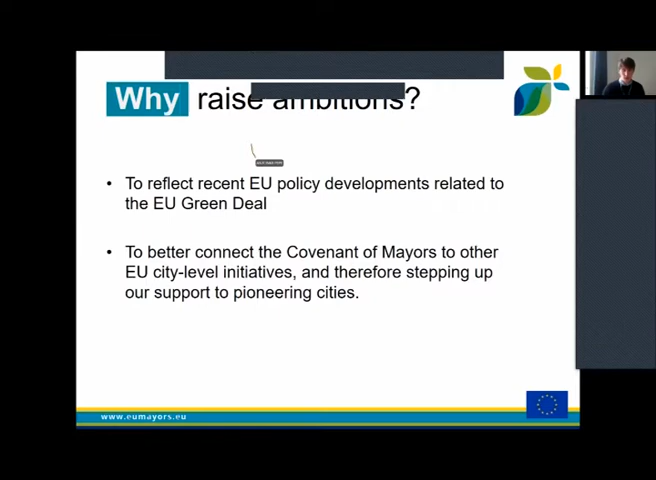 Why raise ambitions?
• To reflect recent EU policy developments related to
the EU Green Deal
• To better connect the Covenant of Mayors to other
EU city-level initiatives, and therefore stepping up
our support to pioneering cities.
www.eumayors.eu